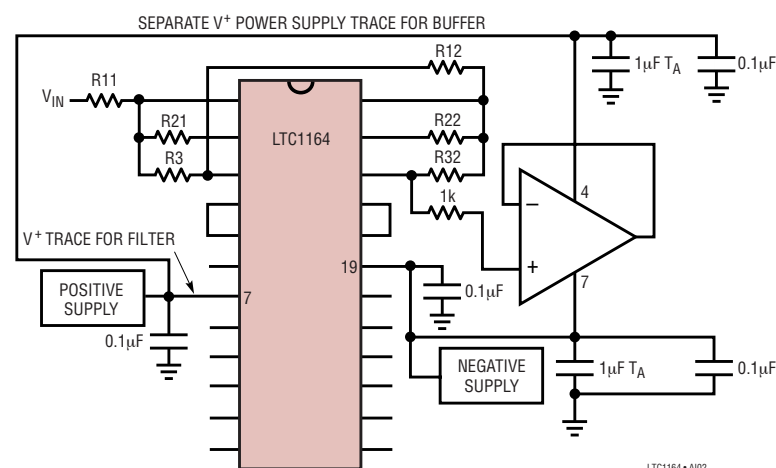 SEPARATE V+ POWER SUPPLY TRACE FOR BUFFER
R12
1µF TA
0.1µF
R11
VIN
R21
R22
LTC1164
R3
R32
1k
4
–
+
7
V+ TRACE FOR FILTER
19
POSITIVE
SUPPLY
7
0.1µF
0.1µF
NEGATIVE
SUPPLY
1µF TA
0.1µF
LTC1164 • AI02